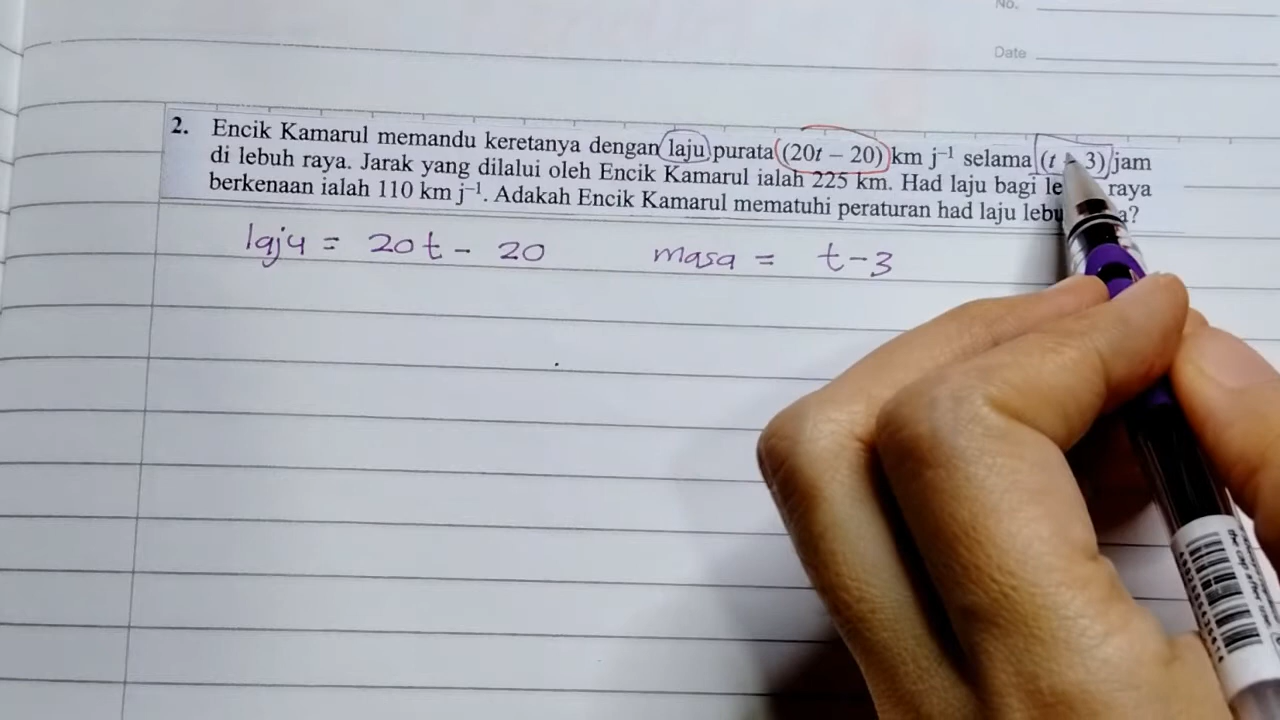 No.
Date
2. Encik Kamarul memandu keretanya dengan laju purata (20t − 20) km j⁻¹ selama (t − 3) jam
di lebuh raya. Jarak yang dilalui oleh Encik Kamarul ialah 225 km. Had laju bagi raya
berkenaan ialah 110 km j⁻¹. Adakah Encik Kamarul mematuhi peraturan had laju
laju = 20t - 20 masa = t-3